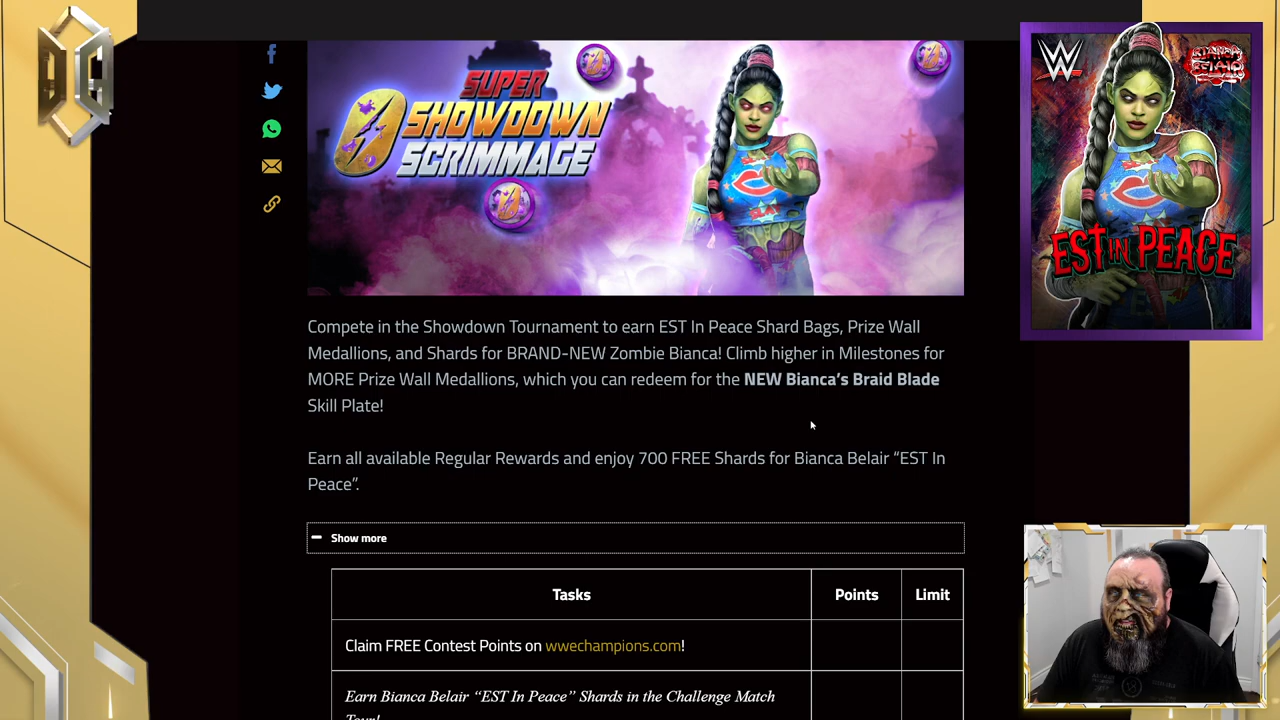 SUPER
SHOWDOWN
SCRIMMAGE
EST IN PEACE
Compete in the Showdown Tournament to earn EST In Peace Shard Bags, Prize Wall
Medallions, and Shards for BRAND-NEW Zombie Bianca! Climb higher in Milestones for
MORE Prize Wall Medallions, which you can redeem for the NEW Bianca’s Braid Blade
Skill Plate!
Earn all available Regular Rewards and enjoy 700 FREE Shards for Bianca Belair “EST In
Peace”.
Show more
Tasks Points Limit
Claim FREE Contest Points on wwechampions.com!
Earn Bianca Belair “EST In Peace” Shards in the Challenge Match
Tour!